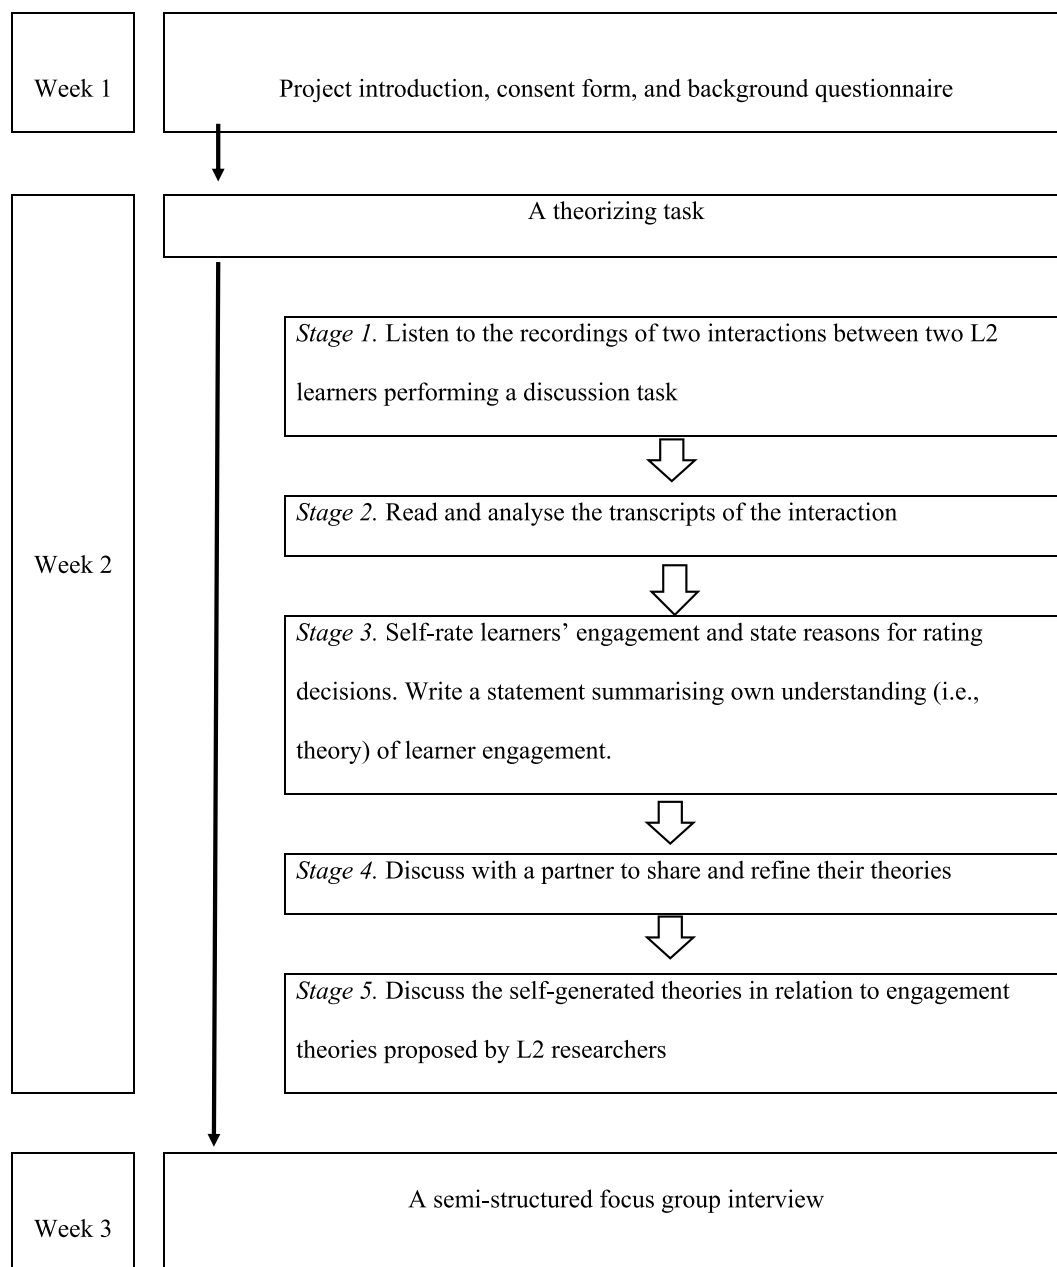 Week 1
Project introduction, consent form, and background questionnaire
A theorizing task
Stage 1. Listen to the recordings of two interactions between two L2
learners performing a discussion task
Stage 2. Read and analyse the transcripts of the interaction
Week 2
Stage 3. Self-rate learners’ engagement and state reasons for rating
decisions. Write a statement summarising own understanding (i.e.,
theory) of learner engagement.
Stage 4. Discuss with a partner to share and refine their theories
Stage 5. Discuss the self-generated theories in relation to engagement
theories proposed by L2 researchers
A semi-structured focus group interview
Week 3